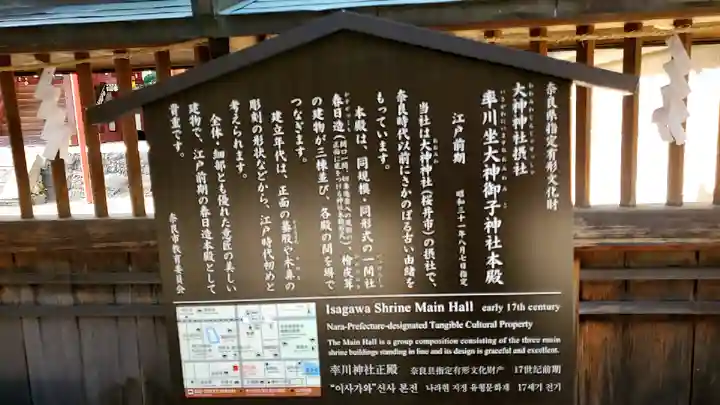 奈良県指定有形文化財
大神神社摂社
率川坐大神御子神社本殿
江戸前期
昭和三十一年八月七日指定
当社は大神神社(桜井市)の摂社で、
奈良時代以前にさかのぼる古い由緒を
もっています。
本殿は、同規模・同形式の一間社
春日造
、檜皮葺
の建物が三棟並び、各殿の間を塀で
つなぎます。
建立年代は、正面の蟇股や木鼻の
彫刻の形状などから、江戸時代初めと
考えられます。
全体・細部とも優れた意匠の美しい
建物で、江戸前期の春日造本殿として
貴重です。
奈良市教育委員会
Isagawa Shrine Main Hall early 17th century
Nara-Prefecture-designated Tangible Cultural Property
The Main Hall is a group composition consisting of the three main
shrine buildings standing in line and its design is graceful and excellent.
率川神社正殿 奈良县指定有形文化财产 17世紀前期
"이사가와"신사 본전 나라현 지정 유형문화재 17세기 전기